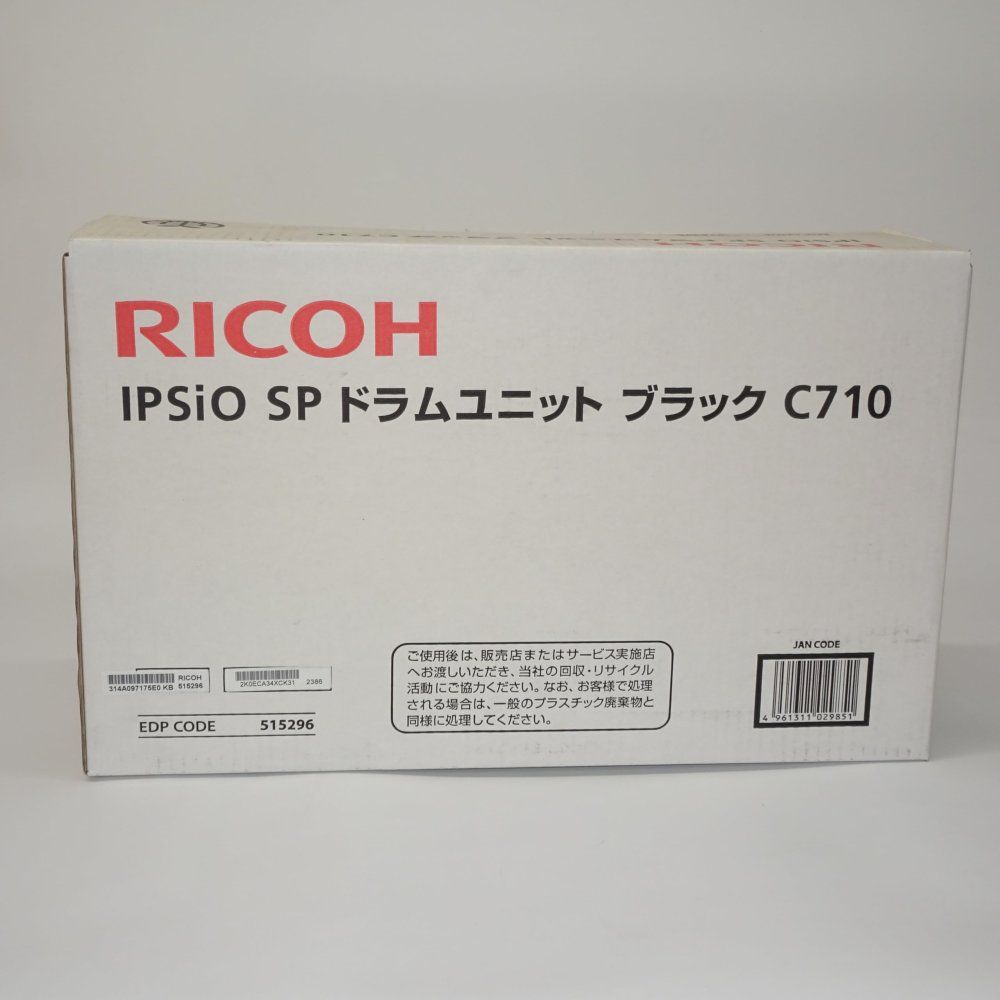 RICOH
IPSiO SP ドラムユニット ブラック C710
314A097175E0 KB
RICOH
515296
2K0ECA34XCK31 2386
EDP CODE 515296
ご使用後は、販売店またはサービス実施店
へお渡しいただき、当社の回収・リサイクル
活動にご協力ください。なお、お客様で処理
される場合は、一般のプラスチック廃棄物と
同様に処理してください。
JAN CODE
4 961311 029851